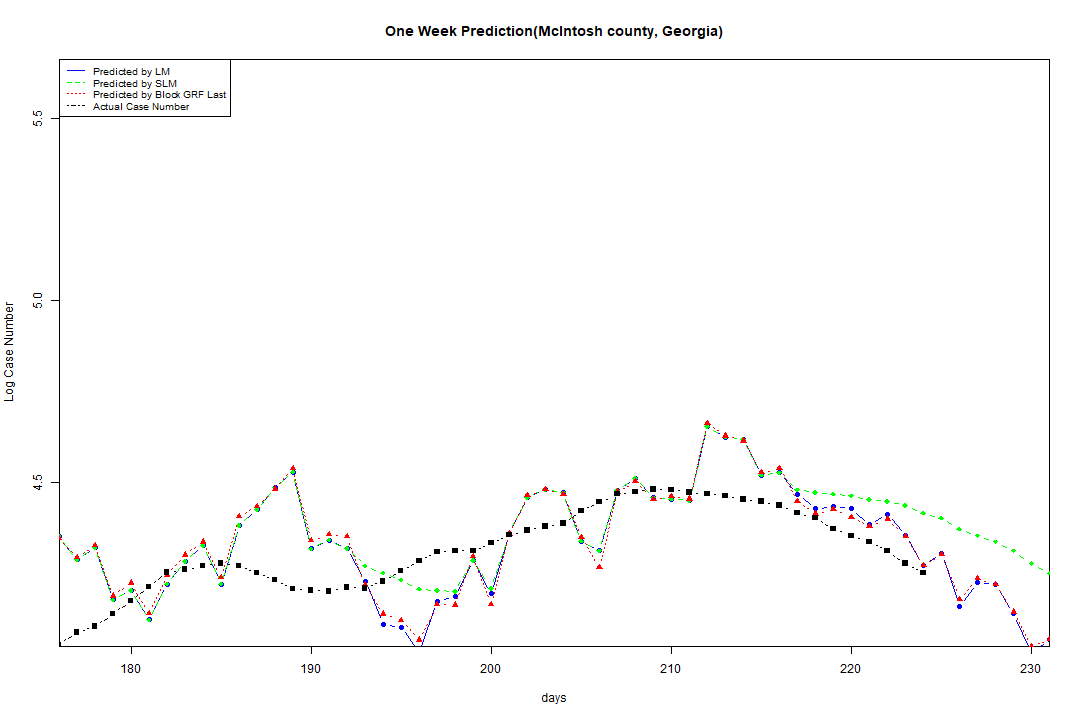 One Week Prediction(McIntosh county, Georgia)
Predicted by LM
Predicted by SLM
Predicted by Block GRF Last
Actual Case Number
5.5
5.0
4.5
Log Case Number
180 190 200 210 220 230
days